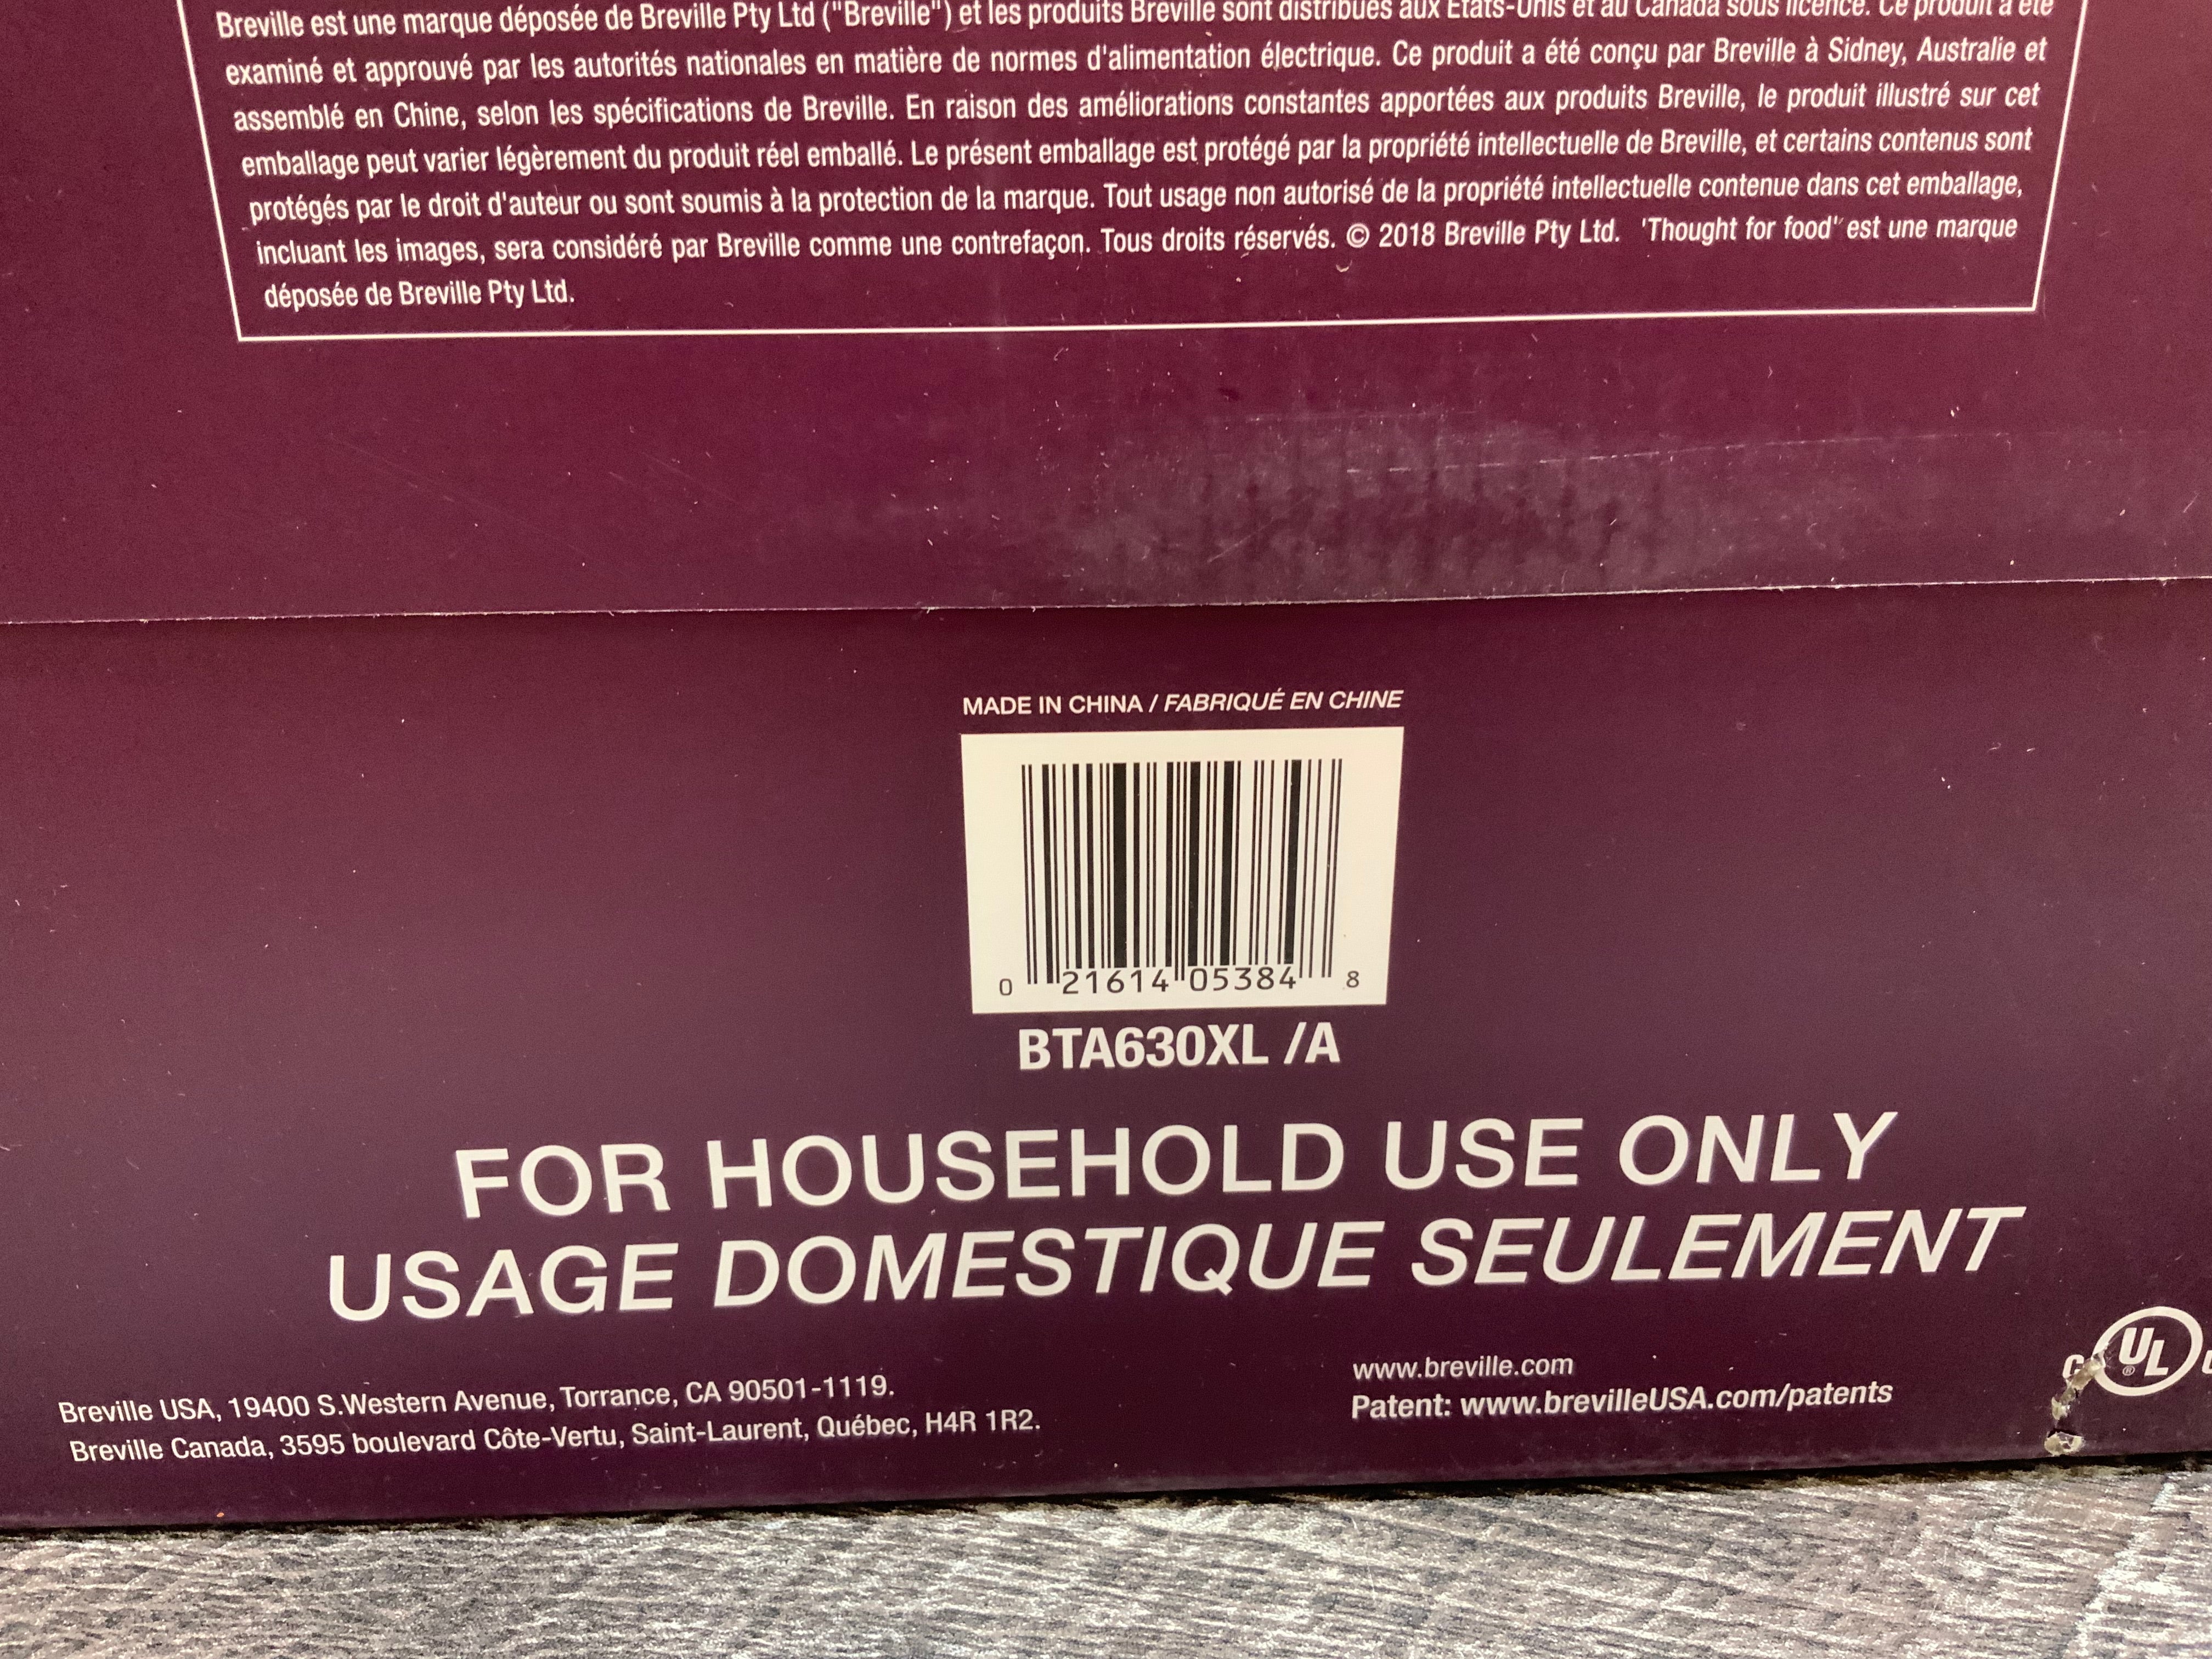 Breville est une marque déposée de Breville Pty Ltd ("Breville") et les produits Breville sont distribués aux États-Unis et au Canada sous licence. Ce produit a été
examiné et approuvé par les autorités nationales en matière de normes d'alimentation électrique. Ce produit a été conçu par Breville à Sidney, Australie et
assemblé en Chine, selon les spécifications de Breville. En raison des améliorations constantes apportées aux produits Breville, le produit illustré sur cet
emballage peut varier légèrement du produit réel emballé. Le présent emballage est protégé par la propriété intellectuelle de Breville, et certains contenus sont
protégés par le droit d'auteur ou sont soumis à la protection de la marque. Tout usage non autorisé de la propriété intellectuelle contenue dans cet emballage,
incluant les images, sera considéré par Breville comme une contrefaçon. Tous droits réservés. © 2018 Breville Pty Ltd. 'Thought for food" est une marque
déposée de Breville Pty Ltd.
MADE IN CHINA / FABRIQUÉ EN CHINE
0 21614 05384 8
BTA630XL /A
FOR HOUSEHOLD USE ONLY
USAGE DOMESTIQUE SEULEMENT
Breville USA, 19400 S.Western Avenue, Torrance, CA 90501-1119.
Breville Canada, 3595 boulevard Côte-Vertu, Saint-Laurent, Québec, H4R 1R2.
www.breville.com
Patent: www.brevilleUSA.com/patents
C UL ®